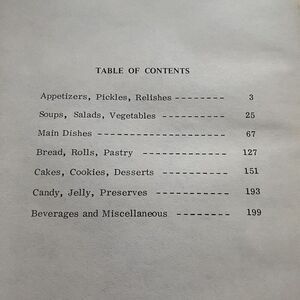 TABLE OF CONTENTS
Appetizers, Pickles, Relishes --------- 3
Soups, Salads, Vegetables --------- 25
Main Dishes --------- 67
Bread, Rolls, Pastry --------- 127
Cakes, Cookies, Desserts --------- 151
Candy, Jelly, Preserves --------- 193
Beverages and Miscellaneous --------- 199